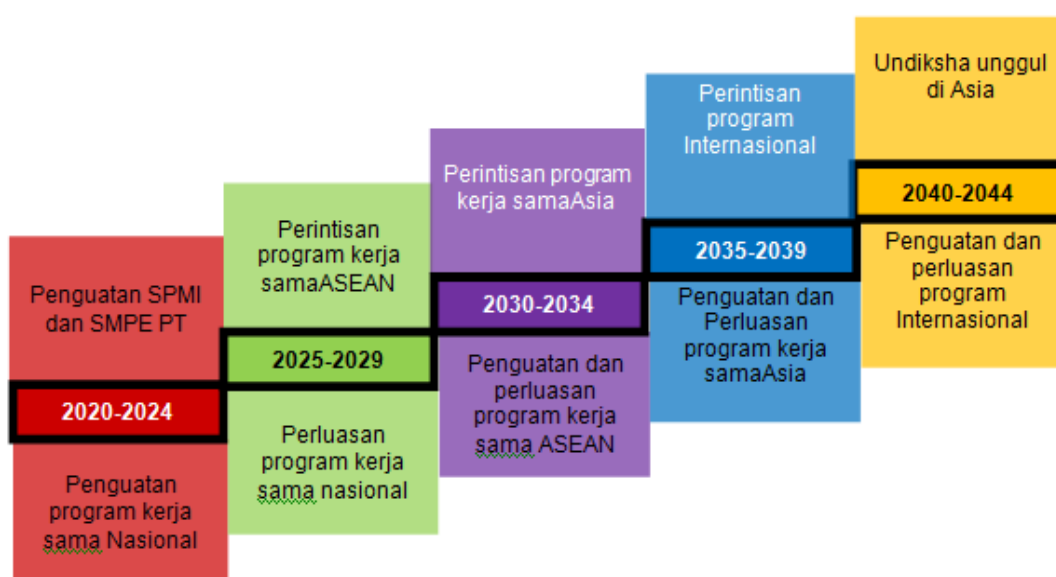 Penguatan SPMI
dan SMPE PT
2020-2024
Penguatan
program kerja
sama Nasional
Perintisan
program kerja
samaASEAN
2025-2029
Perluasan
program kerja
sama nasional
Perintisan program
kerja samaAsia
2030-2034
Penguatan dan
perluasan
program kerja
sama ASEAN
Perintisan
program
Internasional
2035-2039
Penguatan dan
Perluasan
program kerja
samaAsia
Undiksha unggul
di Asia
2040-2044
Penguatan dan
perluasan
program
Internasional